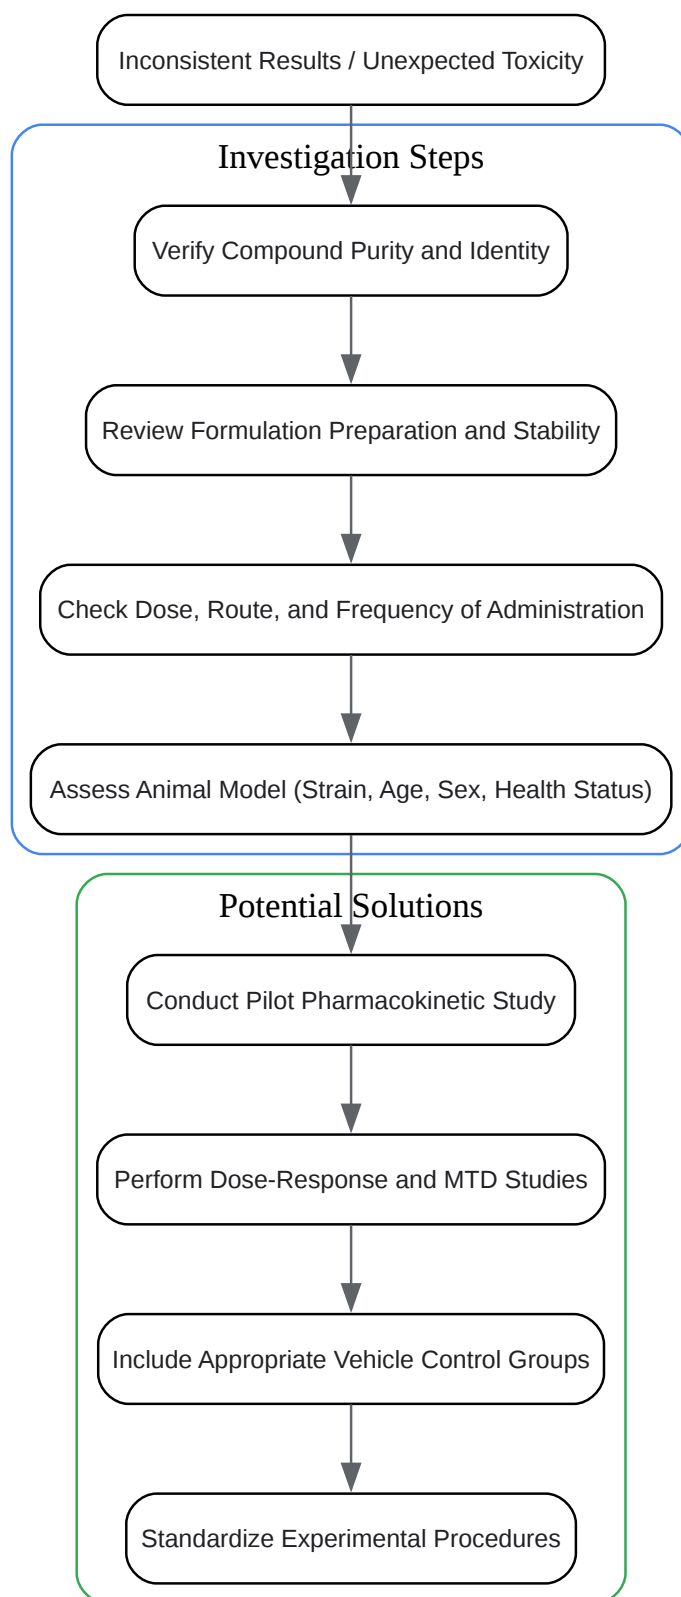 Inconsistent Results / Unexpected Toxicity
Investigation Steps
Verify Compound Purity and Identity
Review Formulation Preparation and Stability
Check Dose, Route, and Frequency of Administration
Assess Animal Model (Strain, Age, Sex, Health Status)
Potential Solutions
Conduct Pilot Pharmacokinetic Study
Perform Dose-Response and MTD Studies
Include Appropriate Vehicle Control Groups
Standardize Experimental Procedures